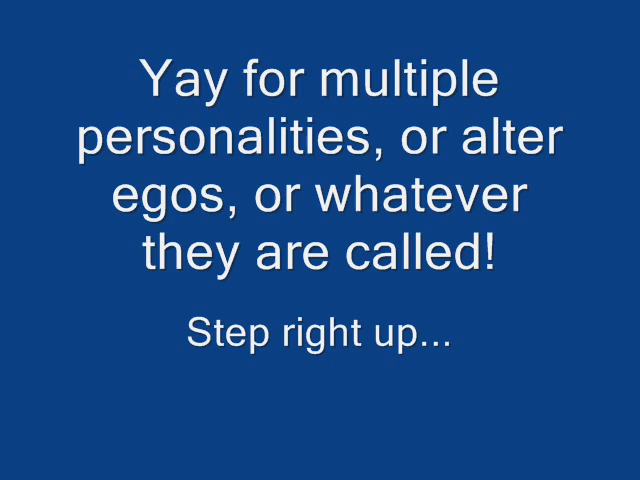 Yay for multiple
personalities, or alter
egos, or whatever
they are called!
Step right up...